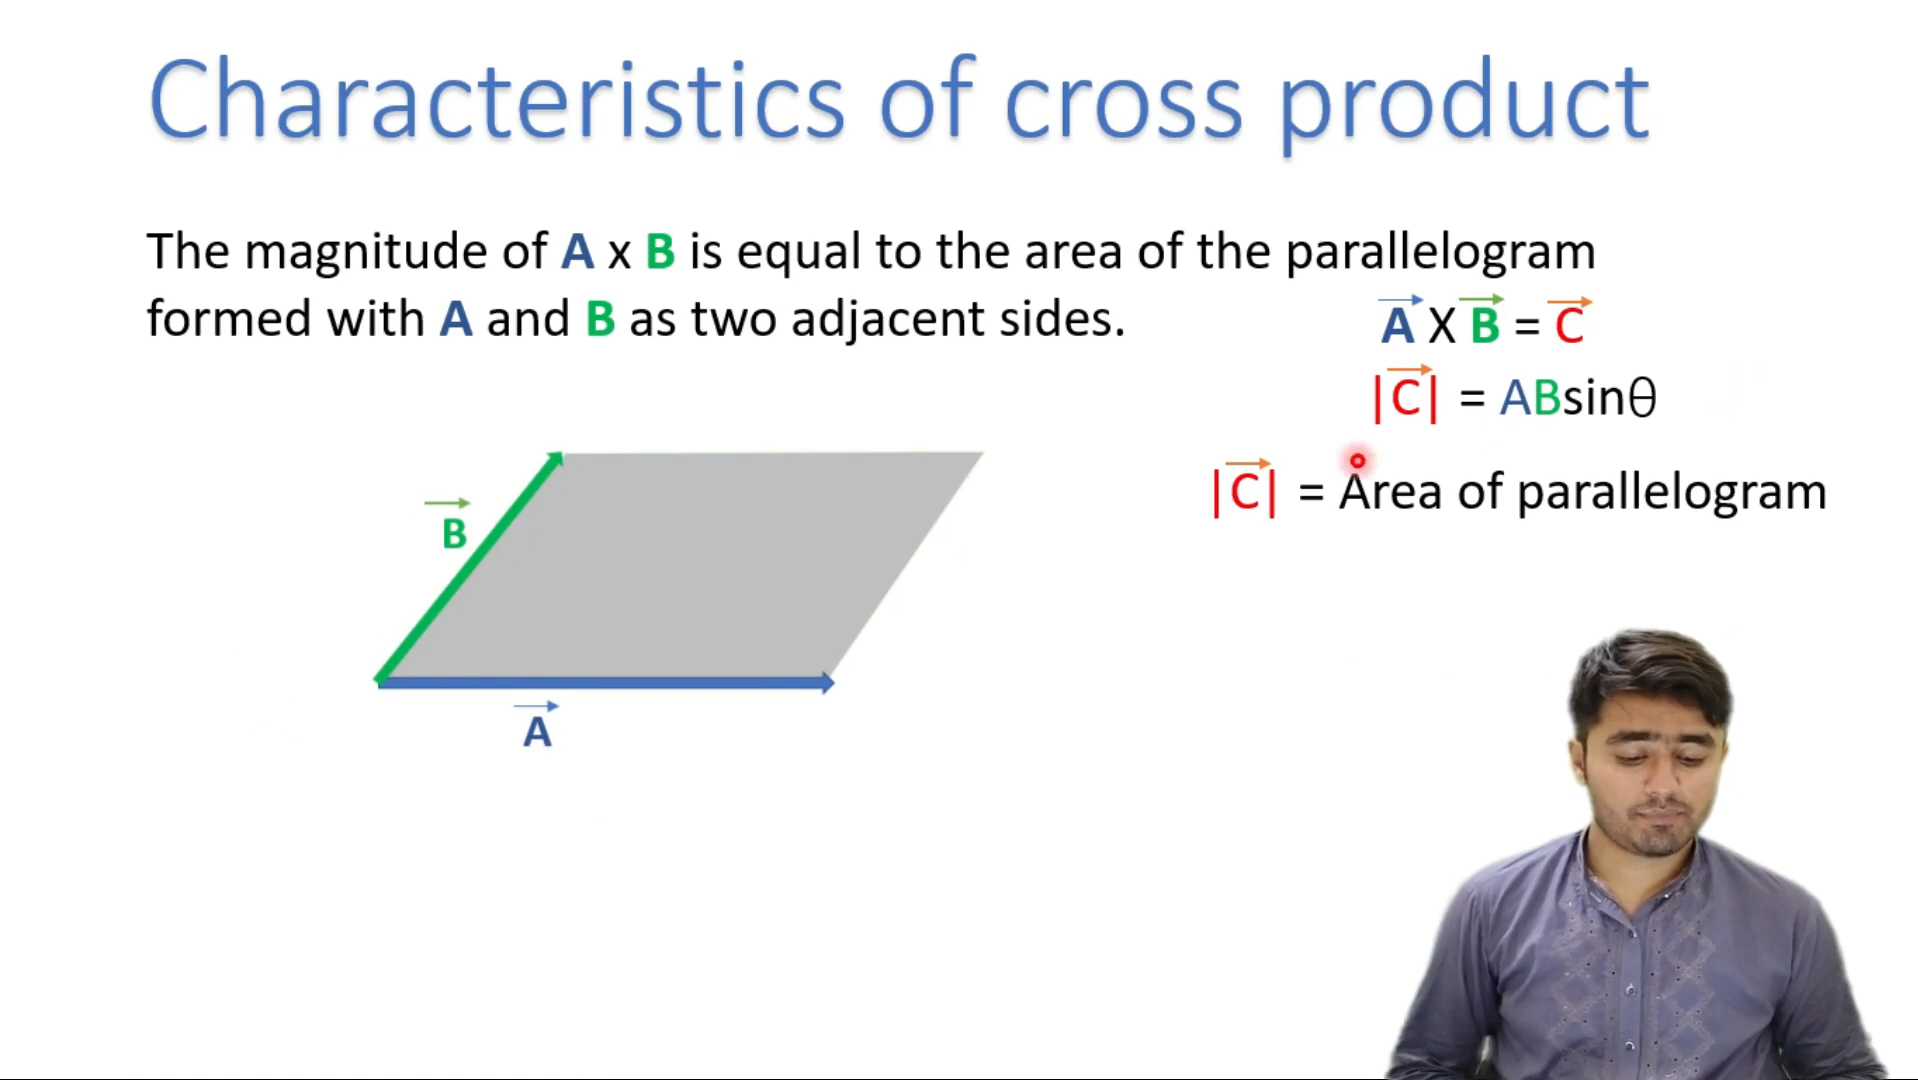 Characteristics of cross product
The magnitude of A x B is equal to the area of the parallelogram
formed with A and B as two adjacent sides.
A X B = C
|C| = ABsinθ
|C| = Area of parallelogram
B
A